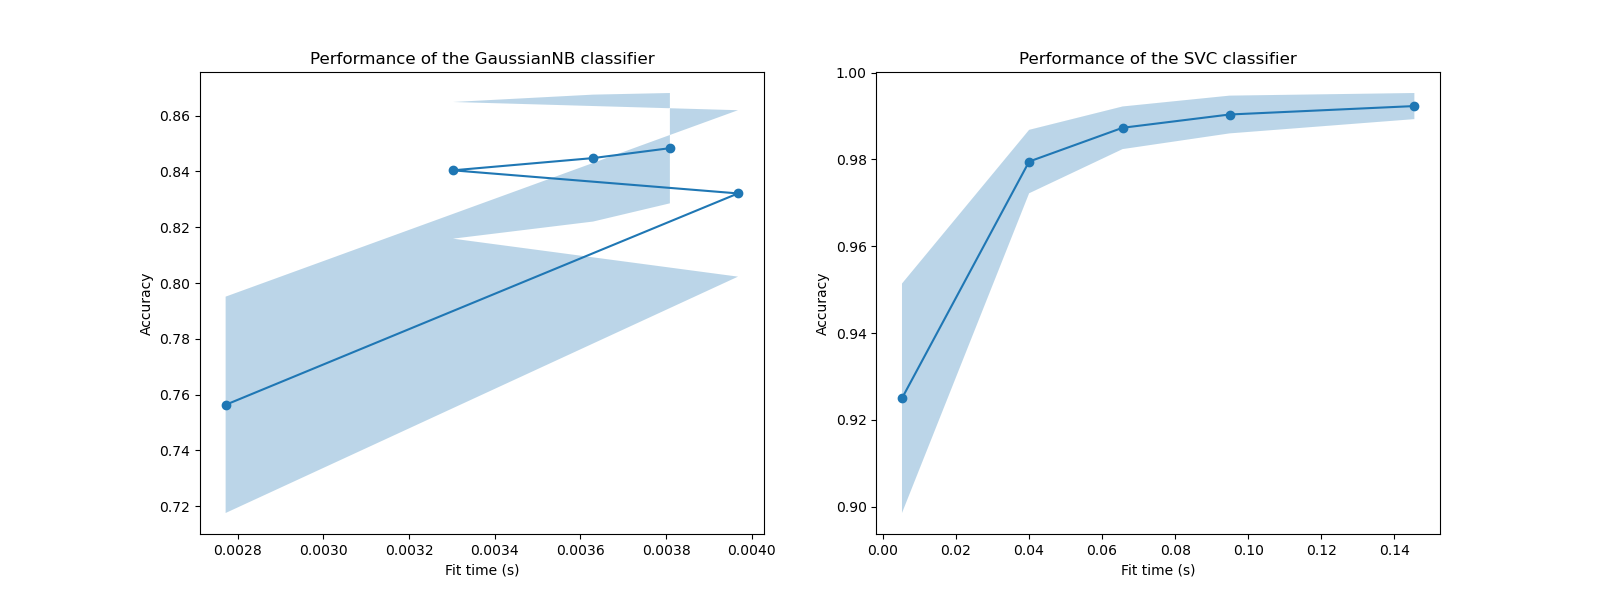 Performance of the GaussianNB classifier
Accuracy
0.86
0.84
0.82
0.80
0.78
0.76
0.74
0.72
0.0028 0.0030 0.0032 0.0034 0.0036 0.0038 0.0040
Fit time (s)
Performance of the SVC classifier
Accuracy
1.00
0.98
0.96
0.94
0.92
0.90
0.00 0.02 0.04 0.06 0.08 0.10 0.12 0.14
Fit time (s)